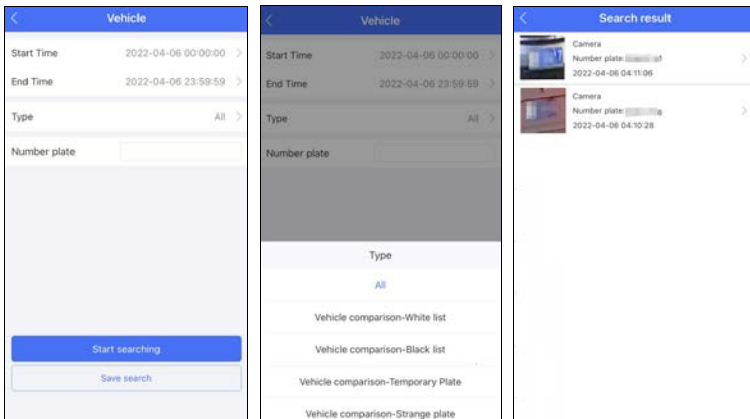 Vehicle
Start Time 2022-04-06 00:00:00
End Time 2022-04-06 23:59:59
Type All
Number plate
Start searching
Save search
Vehicle
Start Time 2022-04-06 00:00:00
End Time 2022-04-06 23:59:59
Type All
Number plate
Type
All
Vehicle comparison-White list
Vehicle comparison-Black list
Vehicle comparison-Temporary Plate
Vehicle comparison-Strange plate
Search result
Camera
Number plate:
2022-04-06 04:11:06
Camera
Number plate:
2022-04-06 04:10:28